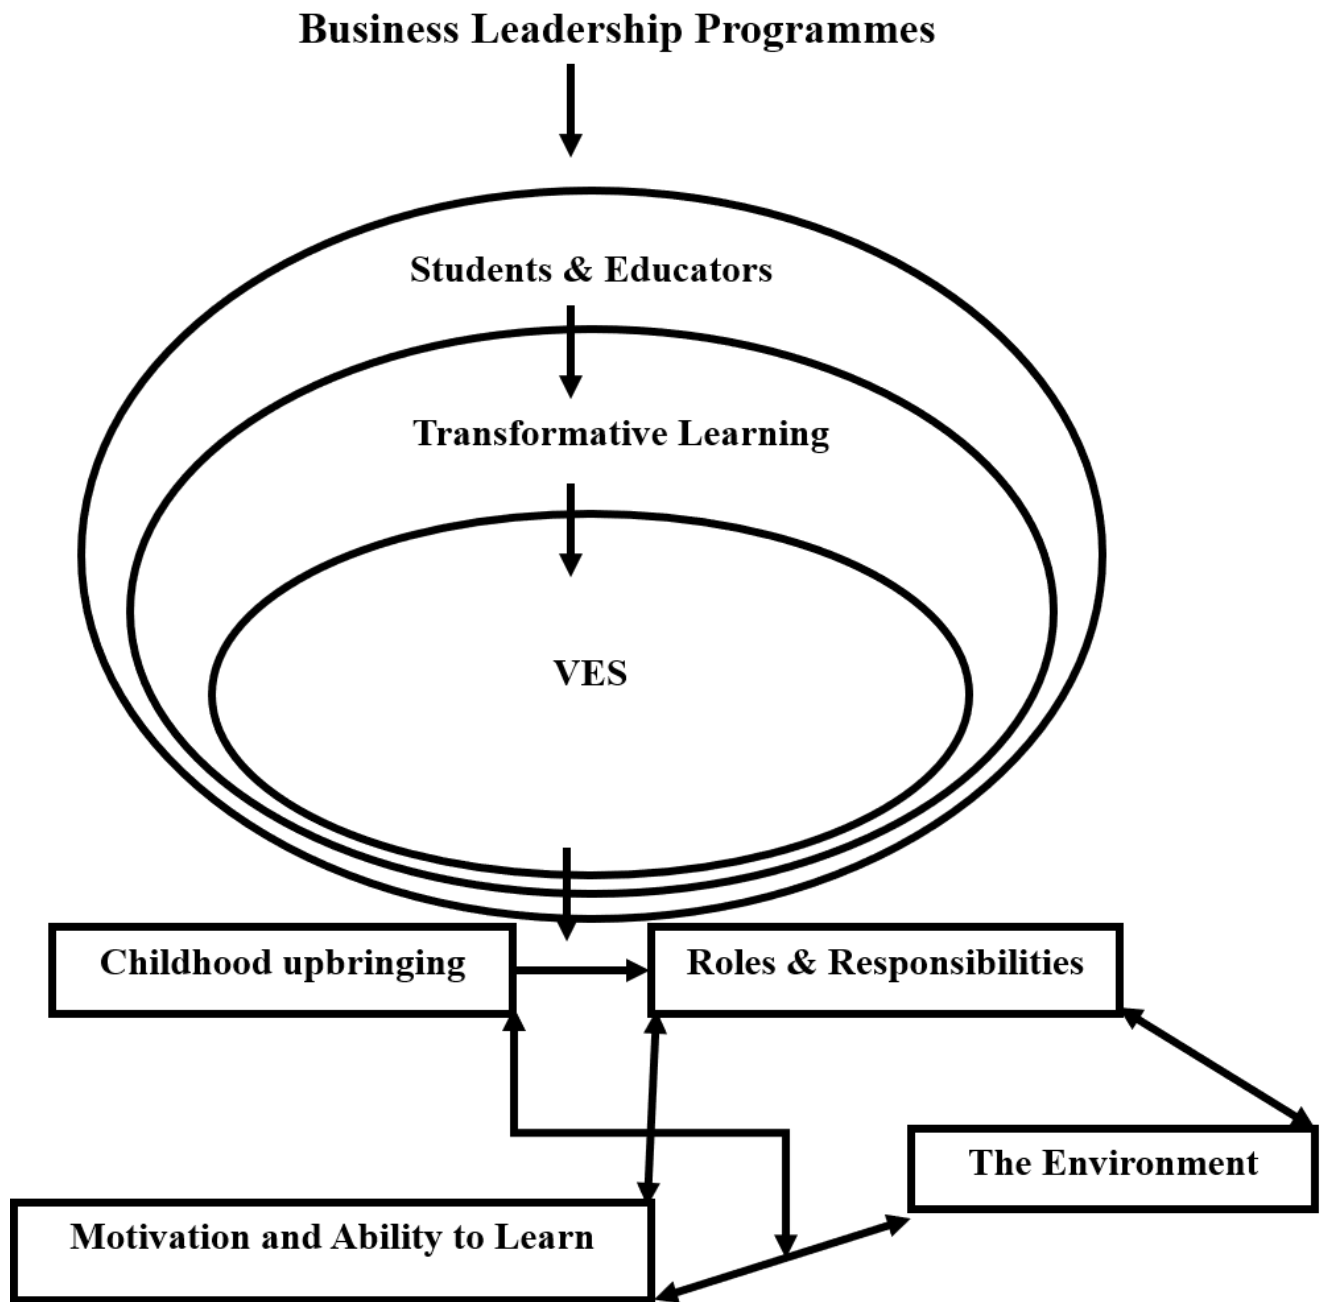 Business Leadership Programmes
Students & Educators
Transformative Learning
VES
Childhood upbringing
Roles & Responsibilities
The Environment
Motivation and Ability to Learn